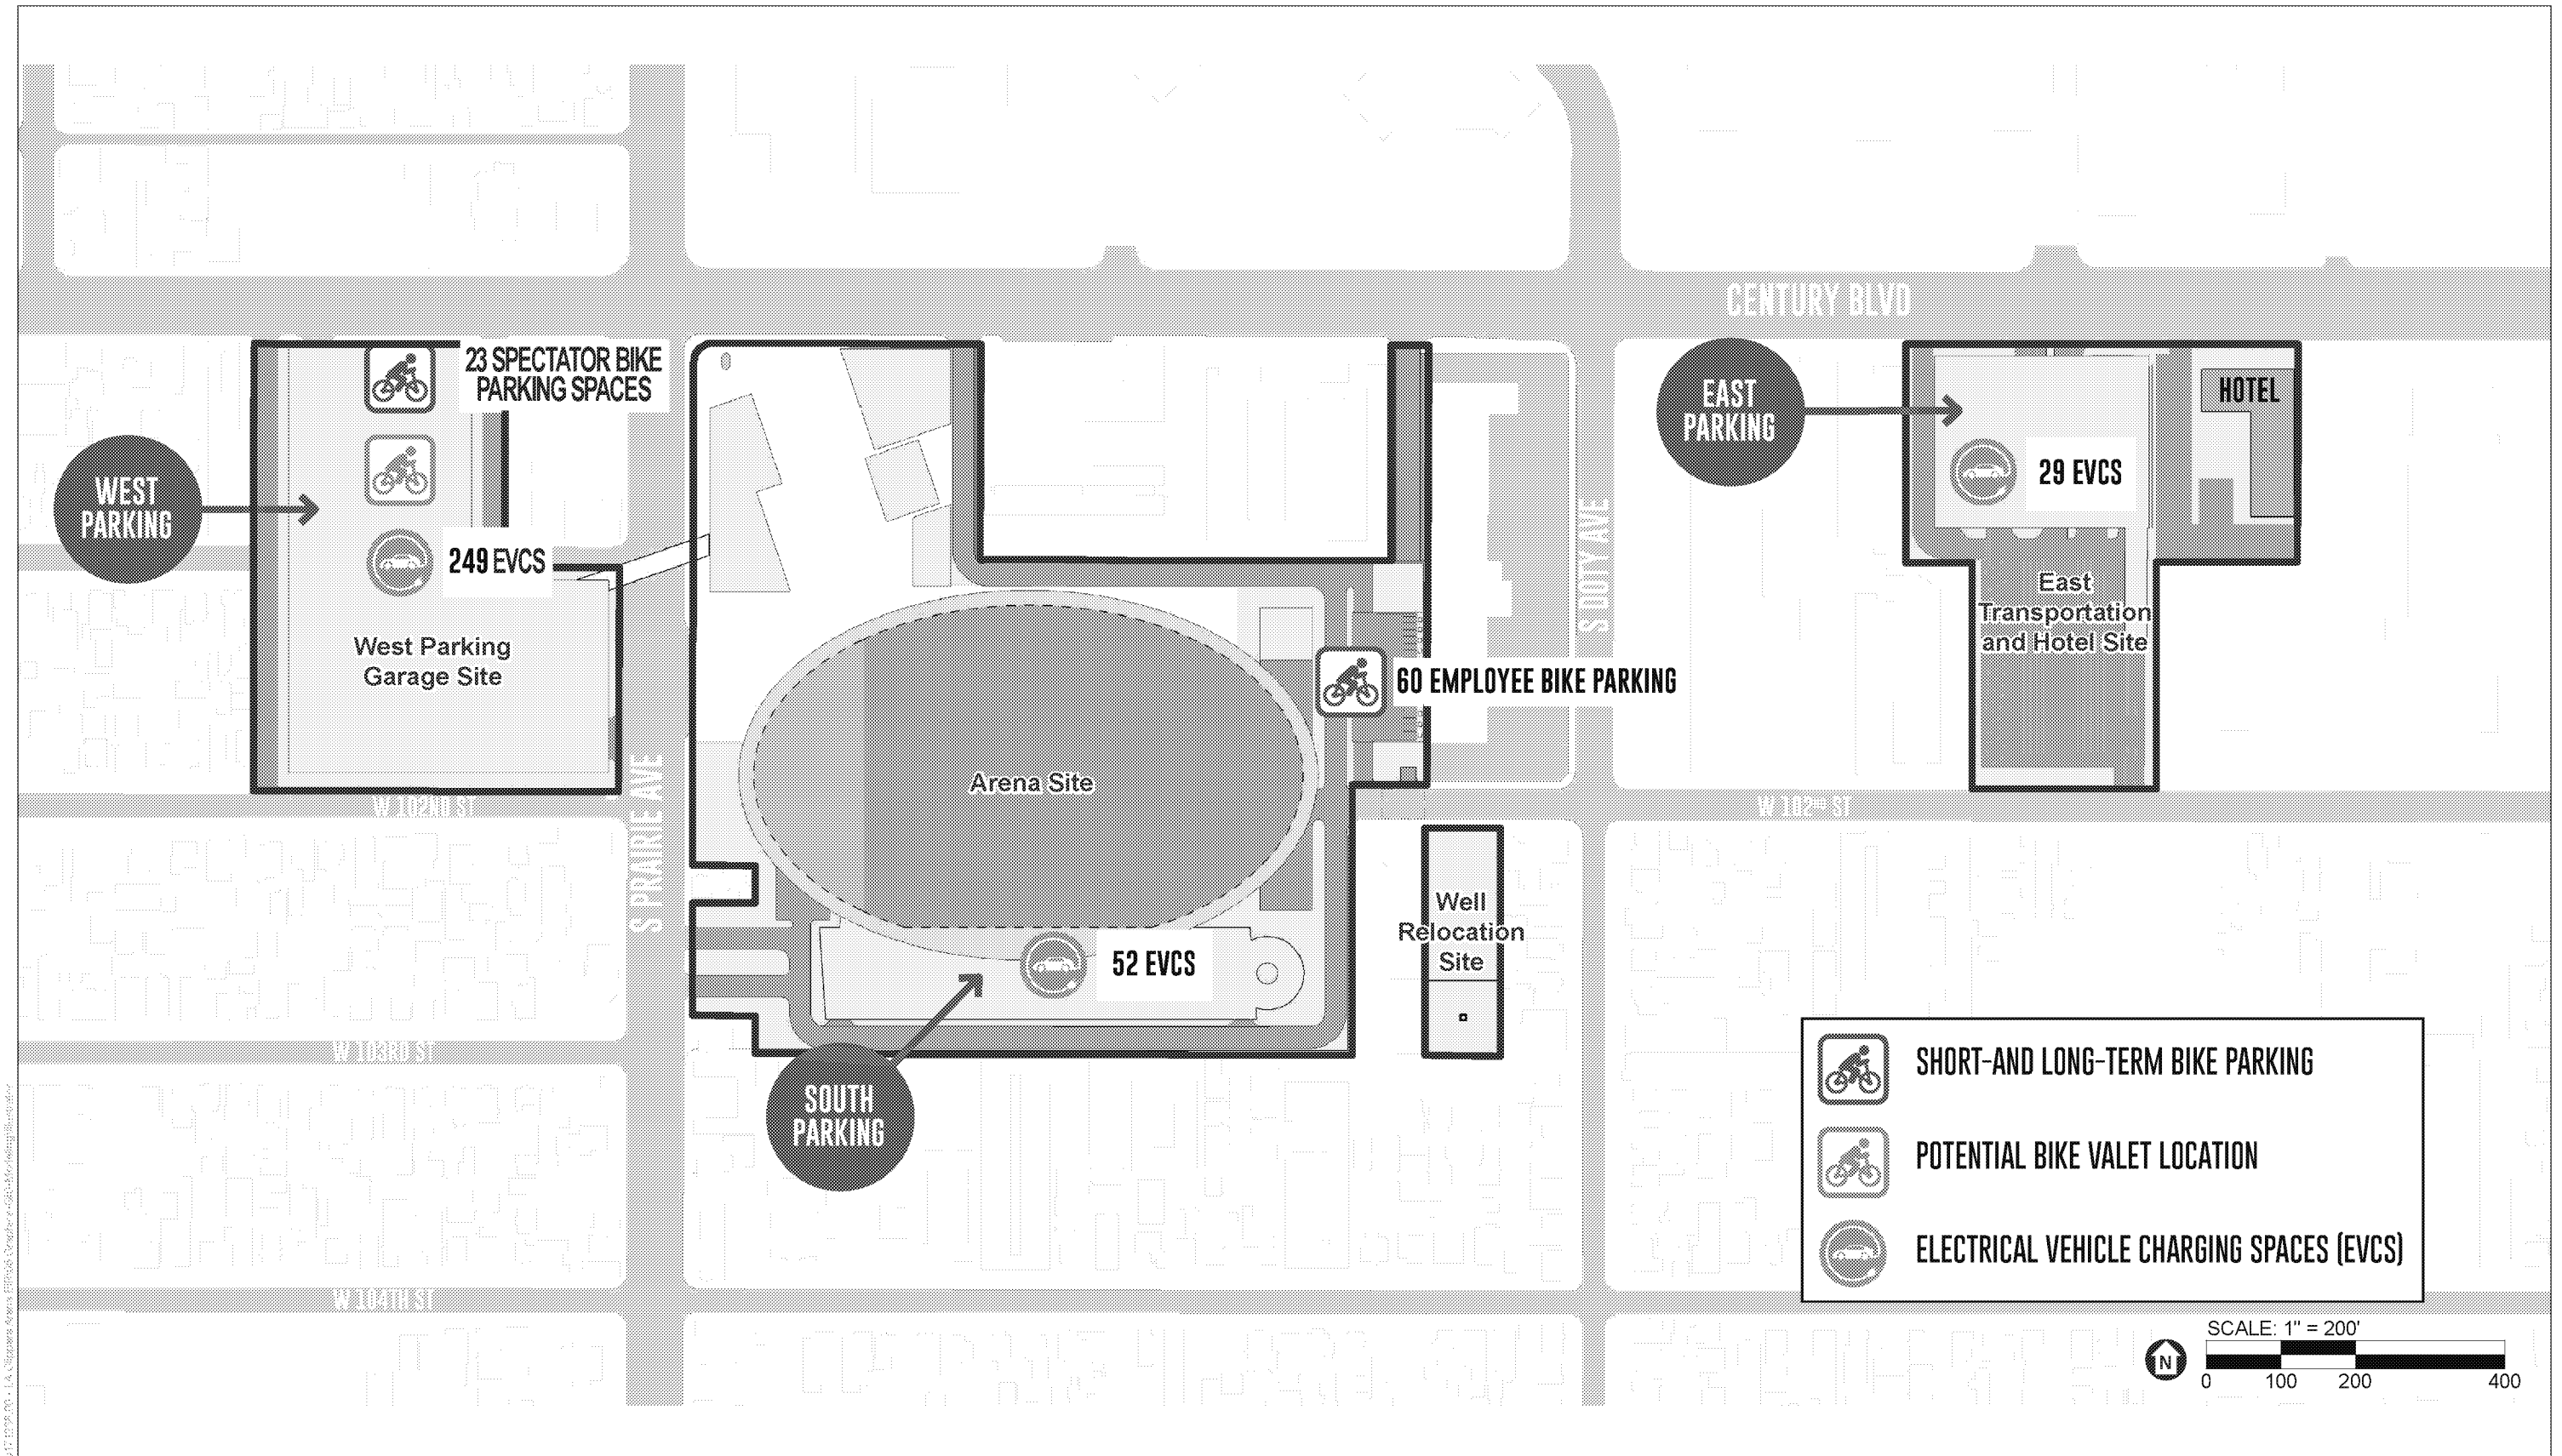 CENTURY BLVD
23 SPECTATOR BIKE
PARKING SPACES
WEST
PARKING
249 EVCS
West Parking
Garage Site
EAST
PARKING
HOTEL
29 EVCS
East
Transportation
and Hotel Site
S DOTY AVE
60 EMPLOYEE BIKE PARKING
Arena Site
S PRAIRIE AVE
W 102ND ST
W 102ND ST
Well
Relocation
Site
52 EVCS
SOUTH
PARKING
W 103RD ST
W 104TH ST
SHORT-AND LONG-TERM BIKE PARKING
POTENTIAL BIKE VALET LOCATION
ELECTRICAL VEHICLE CHARGING SPACES (EVCS)
N
SCALE: 1" = 200'
0 100 200 400